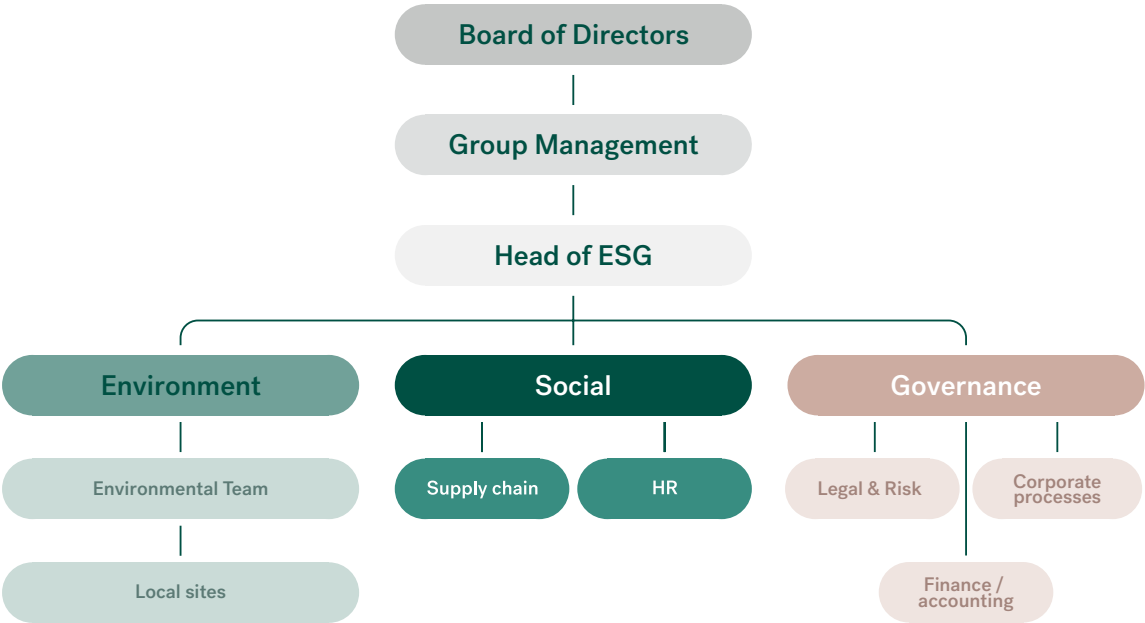 Board of Directors
Group Management
Head of ESG
Environment
Social
Governance
Environmental Team
Supply chain
HR
Legal & Risk
Corporate
processes
Local sites
Finance /
accounting